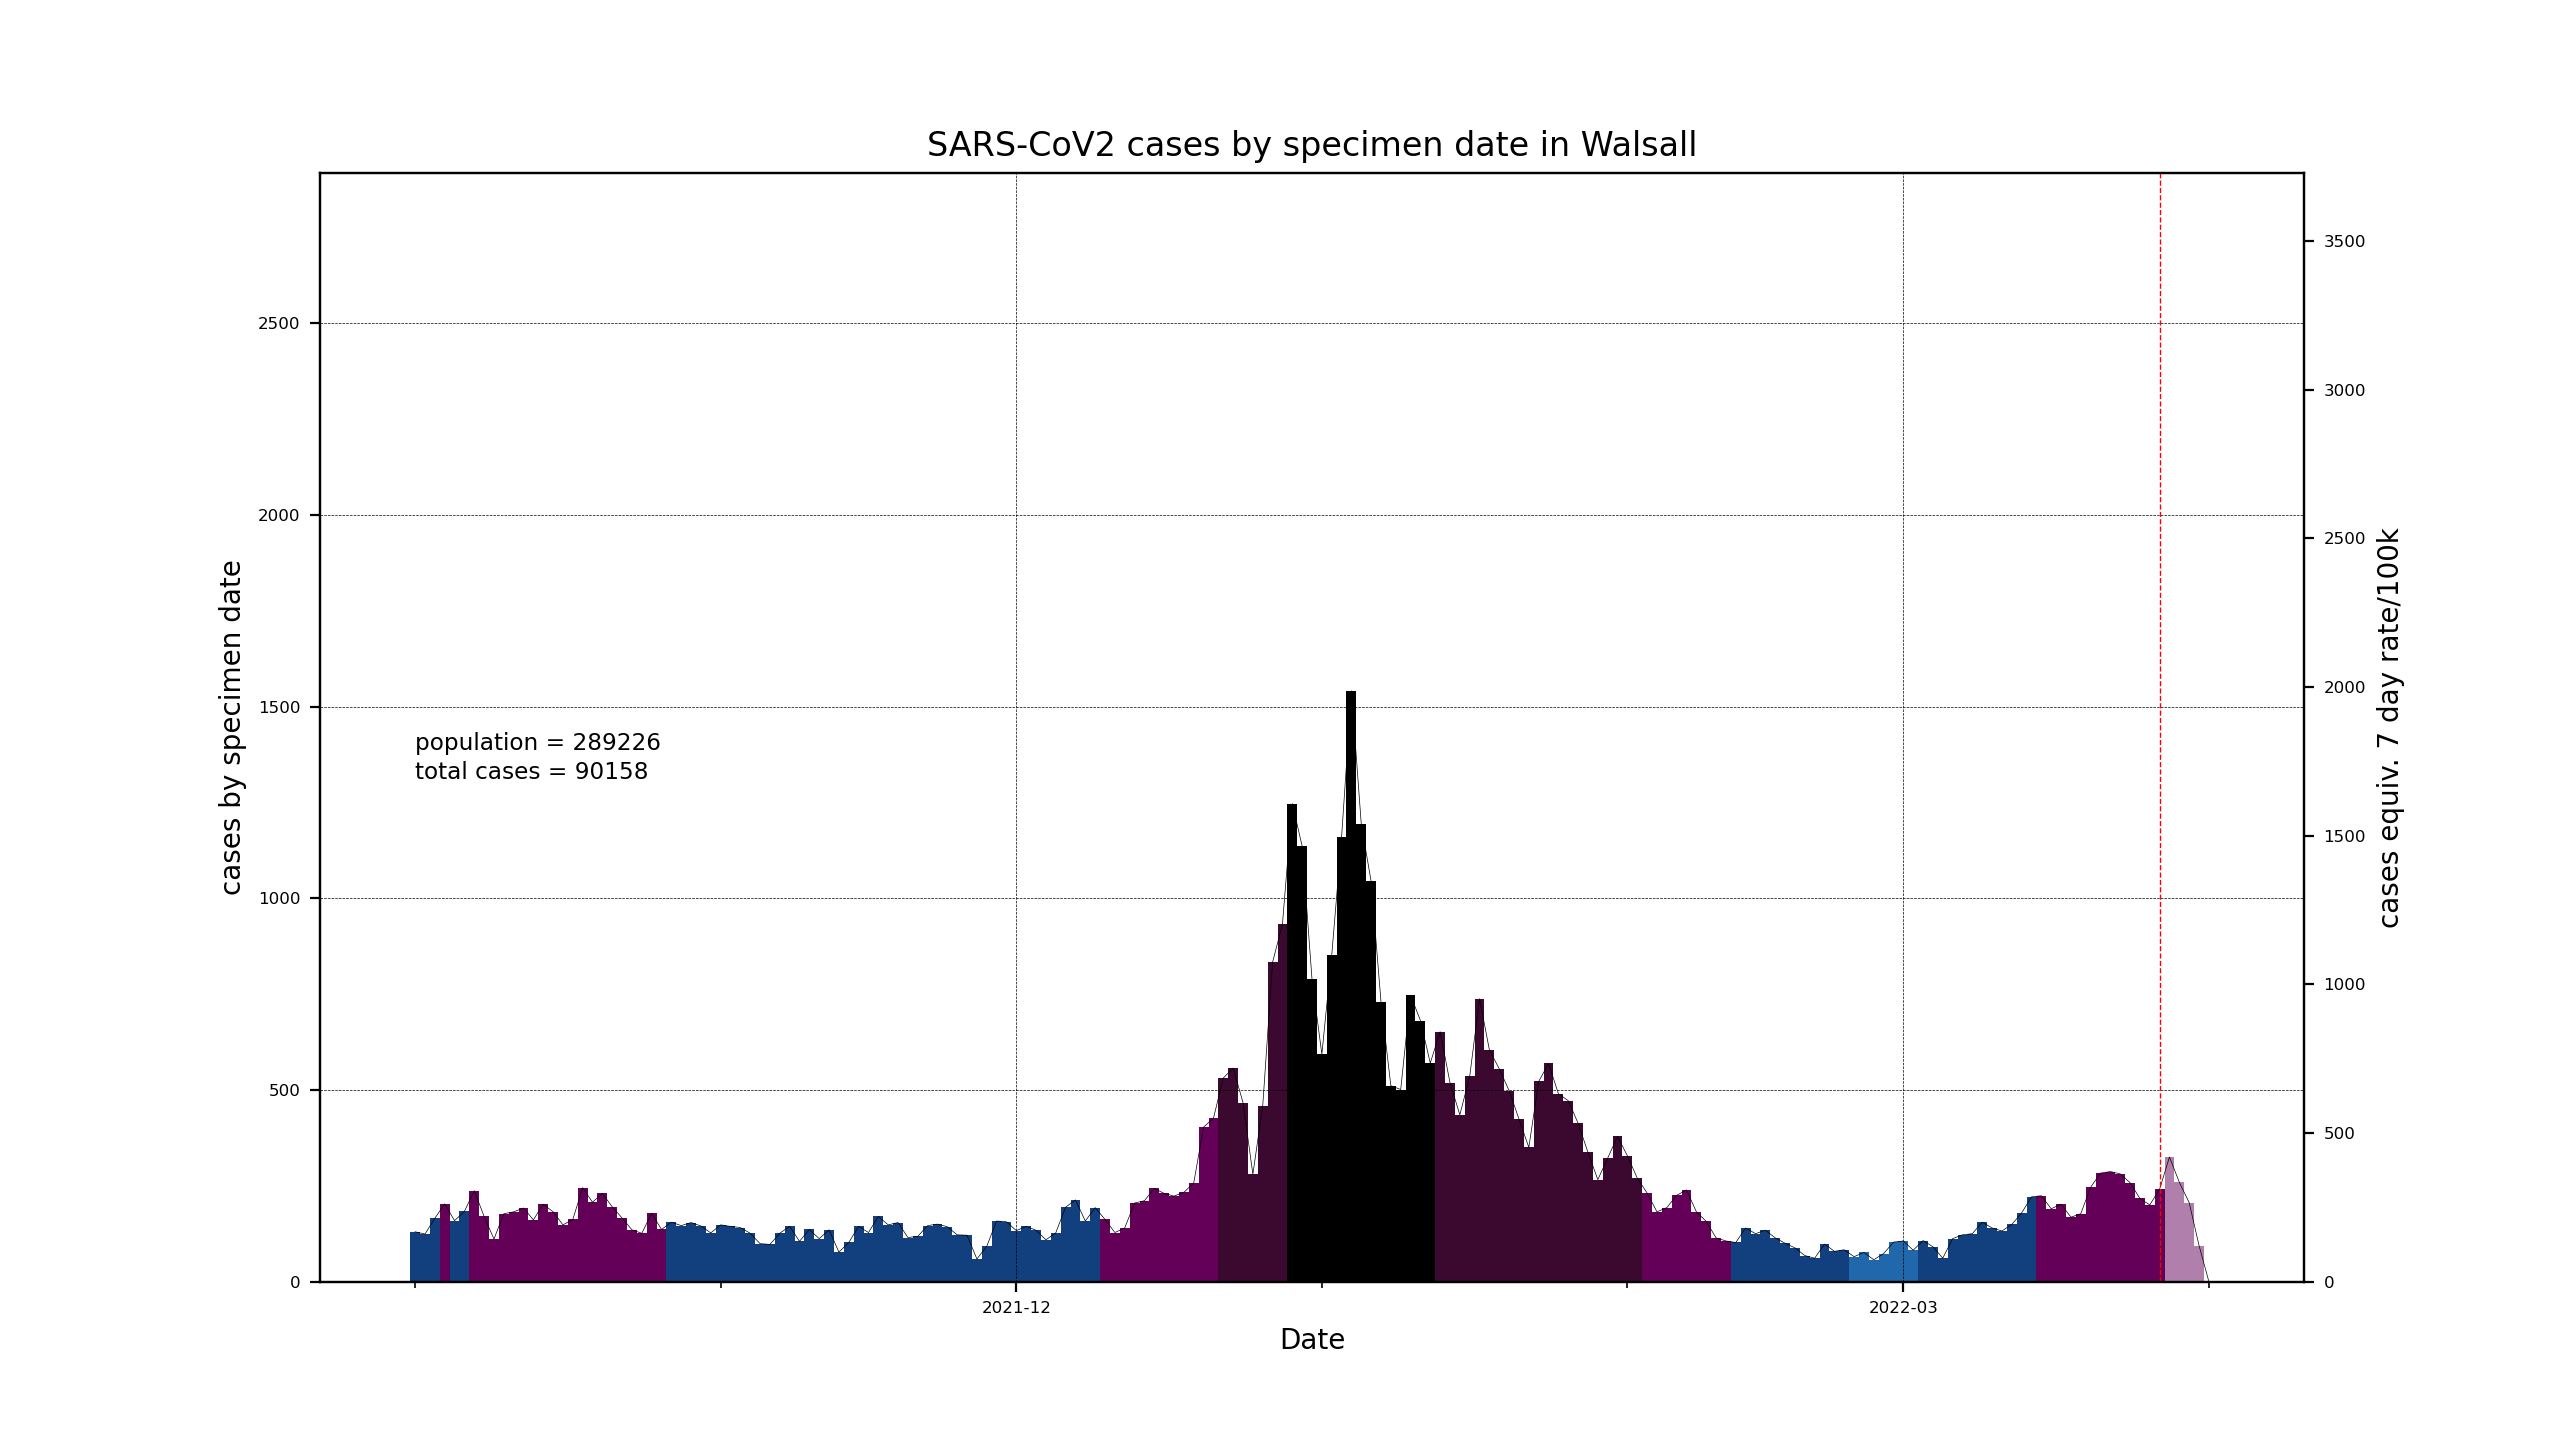 SARS-CoV2 cases by specimen date in Walsall
cases by specimen date
2500
2000
1500
1000
500
0
population = 289226
total cases = 90158
3500
3000
2500
2000
1500
1000
500
0
cases equiv. 7 day rate/100k
2021-12
2022-03
Date